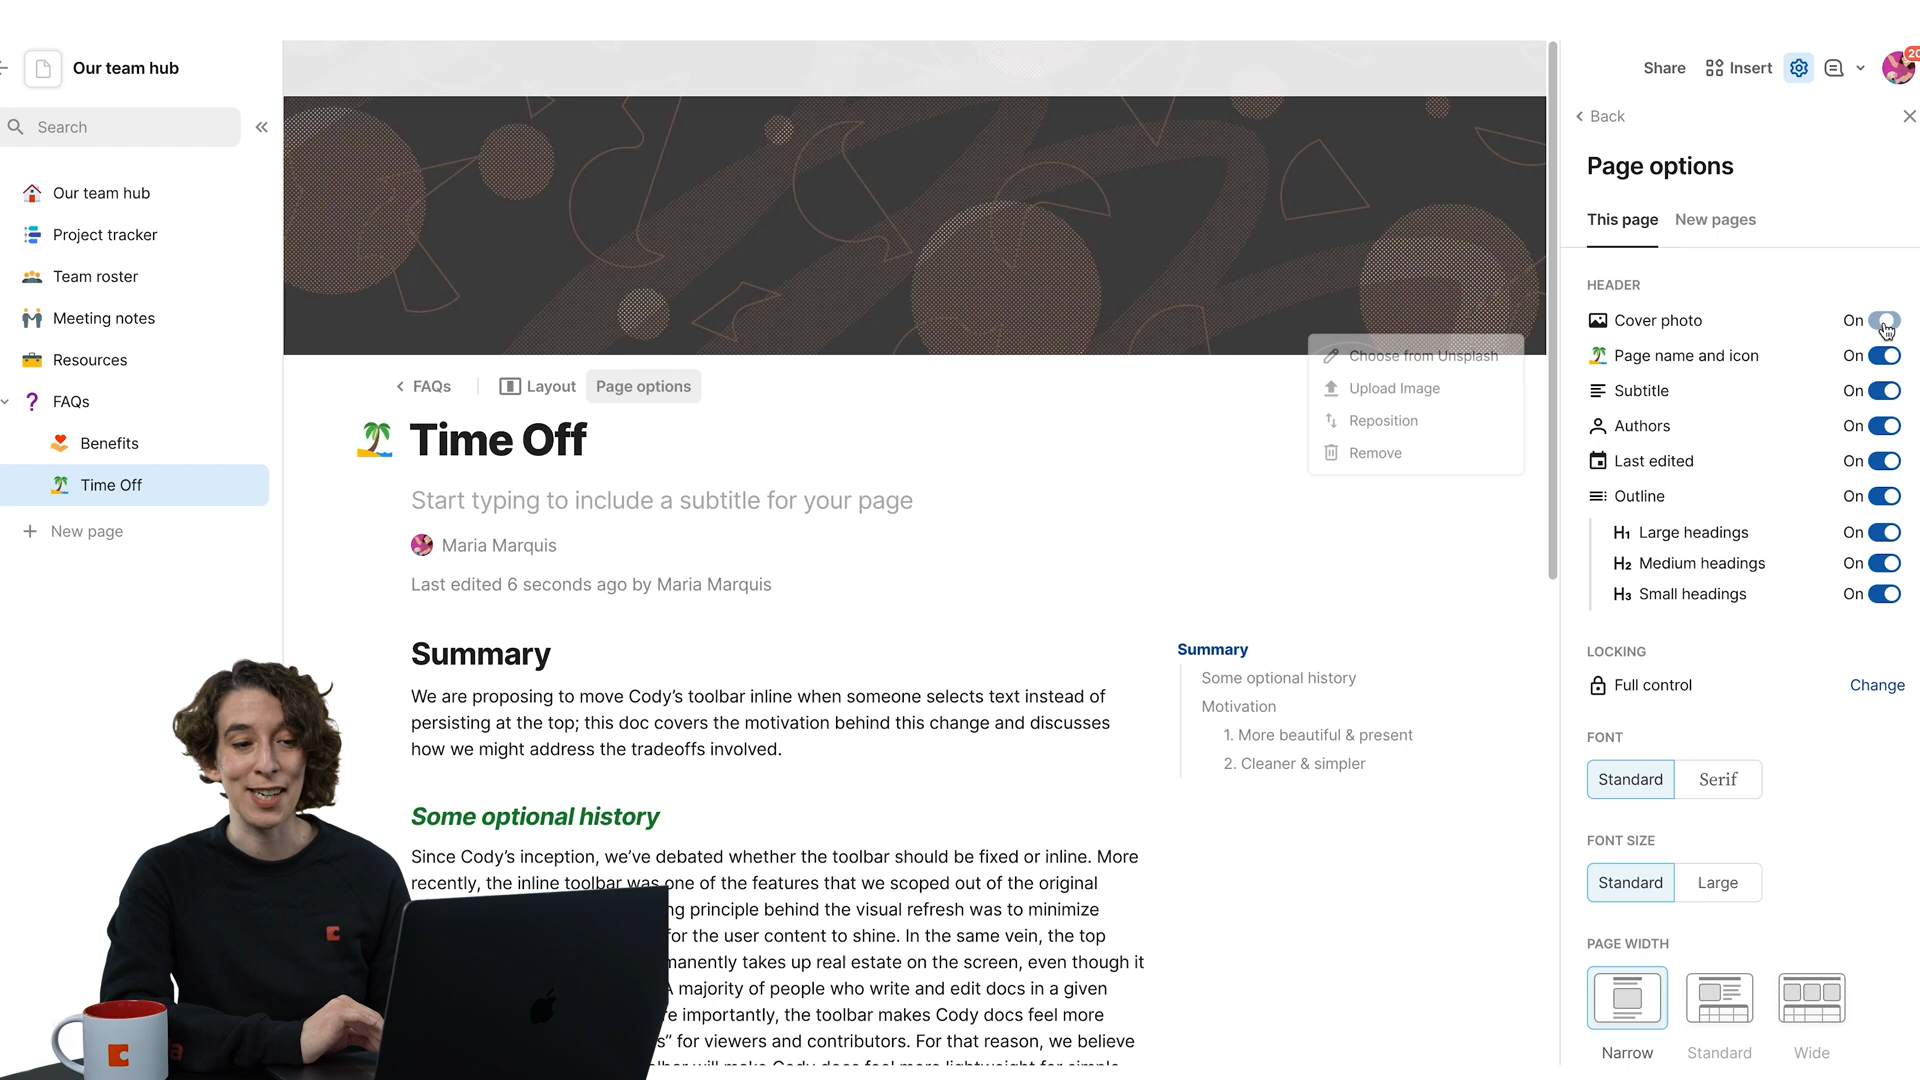 Our team hub
Share
Insert
20
Search
Back
Our team hub
Project tracker
Team roster
Meeting notes
Resources
FAQs
Benefits
Time Off
New page
FAQs
Layout
Page options
Choose from Unsplash
Upload Image
Reposition
Remove
Time Off
Start typing to include a subtitle for your page
Maria Marquis
Last edited 6 seconds ago by Maria Marquis
Summary
We are proposing to move Cody’s toolbar inline when someone selects text instead of
persisting at the top; this doc covers the motivation behind this change and discusses
how we might address the tradeoffs involved.
Some optional history
Since Cody’s inception, we’ve debated whether the toolbar should be fixed or inline. More
recently, the inline toolbar was one of the features that we scoped out of the original
principle behind the visual refresh was to minimize
for the user content to shine. In the same vein, the top
takes up real estate on the screen, even though it
A majority of people who write and edit docs in a given
importantly, the toolbar makes Cody docs feel more
for viewers and contributors. For that reason, we believe
Summary
Some optional history
Motivation
1. More beautiful & present
2. Cleaner & simpler
Page options
This page
New pages
HEADER
Cover photo On
Page name and icon On
Subtitle On
Authors On
Last edited On
Outline On
H1 Large headings On
H2 Medium headings On
H3 Small headings On
LOCKING
Full control Change
FONT
Standard Serif
FONT SIZE
Standard Large
PAGE WIDTH
Narrow Standard Wide